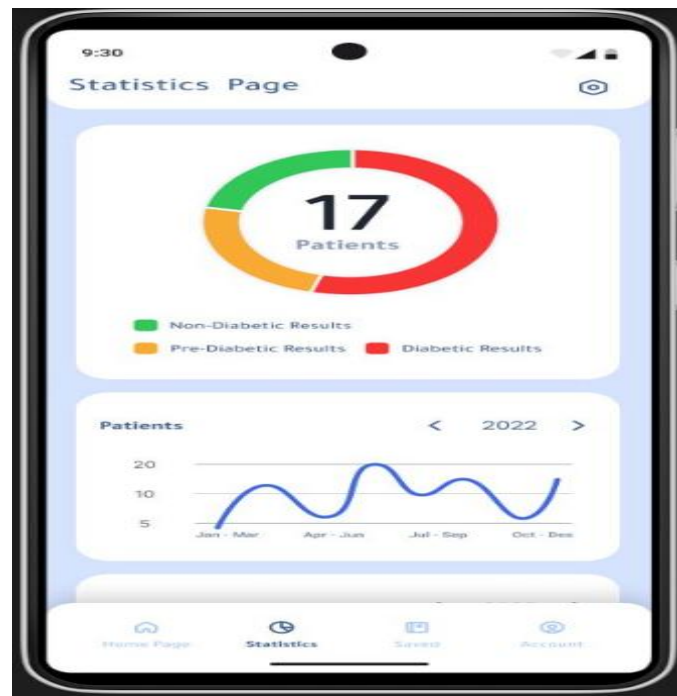 9:30
Statistics Page
17
Patients
Non-Diabetic Results
Pre-Diabetic Results Diabetic Results
Patients < 2022 >
20
10
5
Jan - Mar Apr - Jun Jul - Sep Oct - Des
Home Page Statistics Saved Account